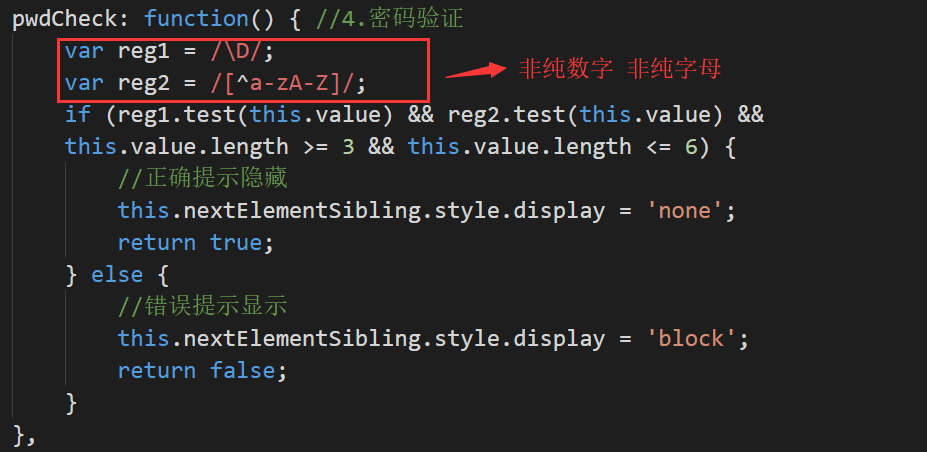 pwdCheck: function() { //4.密码验证
var reg1 = /\D/;
var reg2 = /[^a-zA-Z]/;
非纯数字 非纯字母
if (reg1.test(this.value) && reg2.test(this.value) &&
this.value.length >= 3 && this.value.length <= 6) {
//正确提示隐藏
this.nextElementSibling.style.display = 'none';
return true;
} else {
//错误提示显示
this.nextElementSibling.style.display = 'block';
return false;
}
},